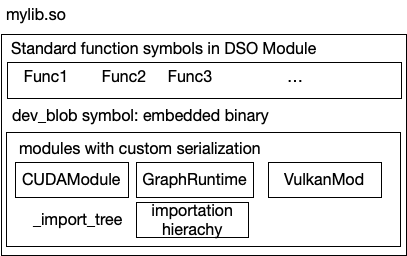 mylib.so
Standard function symbols in DSO Module
Func1 Func2 Func3 ...
dev_blob symbol: embedded binary
modules with custom serialization
CUDAModule GraphRuntime VulkanMod
_import_tree importation
hierachy